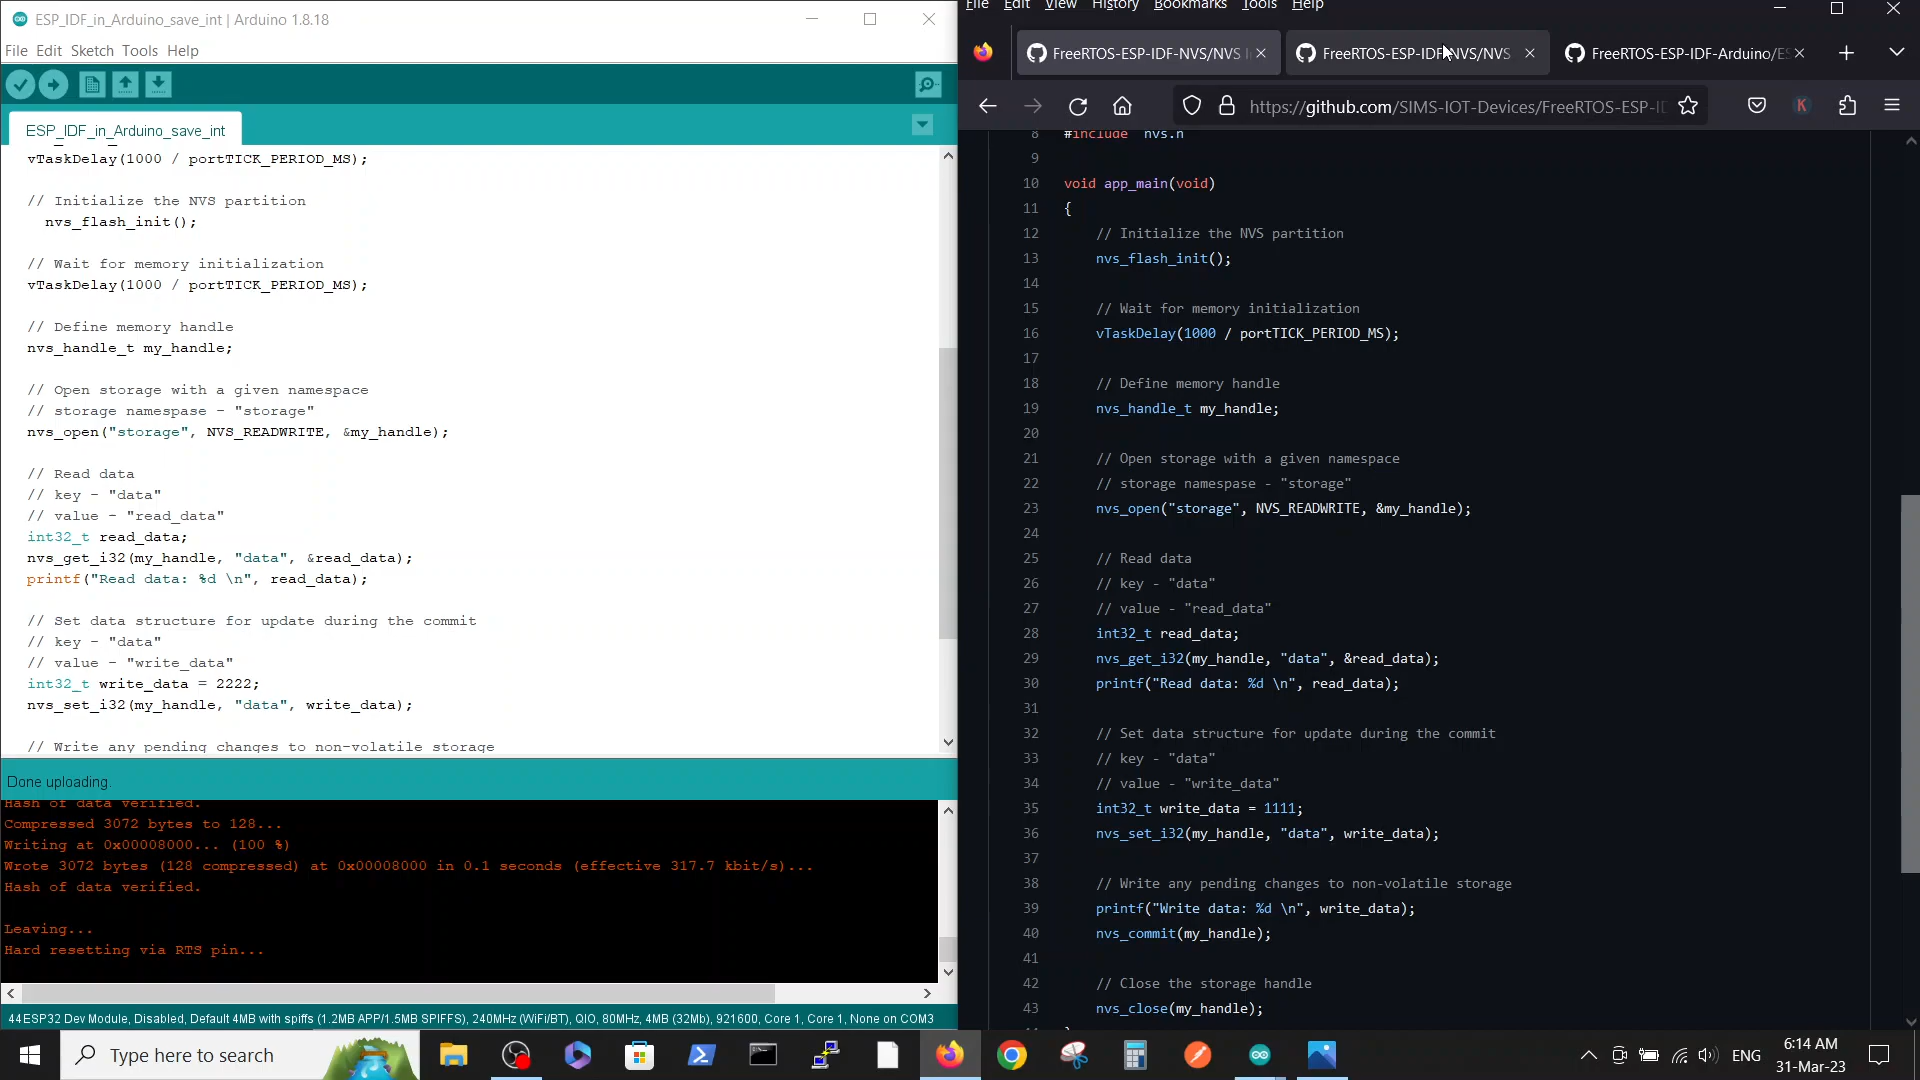 ESP_IDF_in_Arduino_save_int | Arduino 1.8.18
File Edit Sketch Tools Help
ESP_IDF_in_Arduino_save_int
vTaskDelay(1000 / portTICK_PERIOD_MS);
// Initialize the NVS partition
nvs_flash_init();
// Wait for memory initialization
vTaskDelay(1000 / portTICK_PERIOD_MS);
// Define memory handle
nvs_handle_t my_handle;
// Open storage with a given namespace
// storage namespase - "storage"
nvs_open("storage", NVS_READWRITE, &my_handle);
// Read data
// key - "data"
// value - "read_data"
int32_t read_data;
nvs_get_i32(my_handle, "data", &read_data);
printf("Read data: %d \n", read_data);
// Set data structure for update during the commit
// key - "data"
// value - "write_data"
int32_t write_data = 2222;
nvs_set_i32(my_handle, "data", write_data);
// Write any pending changes to non-volatile storage
Done uploading.
Hash of data verified.
Compressed 3072 bytes to 128...
Writing at 0x00008000... (100 %)
Wrote 3072 bytes (128 compressed) at 0x00008000 in 0.1 seconds (effective 317.7 kbit/s)...
Hash of data verified.
Leaving...
Hard resetting via RTS pin...
44 ESP32 Dev Module, Disabled, Default 4MB with spiffs (1.2MB APP/1.5MB SPIFFS), 240MHz (WiFi/BT), QIO, 80MHz, 4MB (32Mb), 921600, Core 1, Core 1, None on COM3
File Edit View History Bookmarks Tools Help
FreeRTOS-ESP-IDF-NVS/NVS
FreeRTOS-ESP-IDF-NVS/NVS
FreeRTOS-ESP-IDF-Arduino/ES
https://github.com/SIMS-IOT-Devices/FreeRTOS-ESP-ID
K
8 #include "nvs.h"
9
10 void app_main(void)
11 {
12 // Initialize the NVS partition
13 nvs_flash_init();
14
15 // Wait for memory initialization
16 vTaskDelay(1000 / portTICK_PERIOD_MS);
17
18 // Define memory handle
19 nvs_handle_t my_handle;
20
21 // Open storage with a given namespace
22 // storage namespase - "storage"
23 nvs_open("storage", NVS_READWRITE, &my_handle);
24
25 // Read data
26 // key - "data"
27 // value - "read_data"
28 int32_t read_data;
29 nvs_get_i32(my_handle, "data", &read_data);
30 printf("Read data: %d \n", read_data);
31
32 // Set data structure for update during the commit
33 // key - "data"
34 // value - "write_data"
35 int32_t write_data = 1111;
36 nvs_set_i32(my_handle, "data", write_data);
37
38 // Write any pending changes to non-volatile storage
39 printf("Write data: %d \n", write_data);
40 nvs_commit(my_handle);
41
42 // Close the storage handle
43 nvs_close(my_handle);
Type here to search
ENG
6:14 AM
31-Mar-23